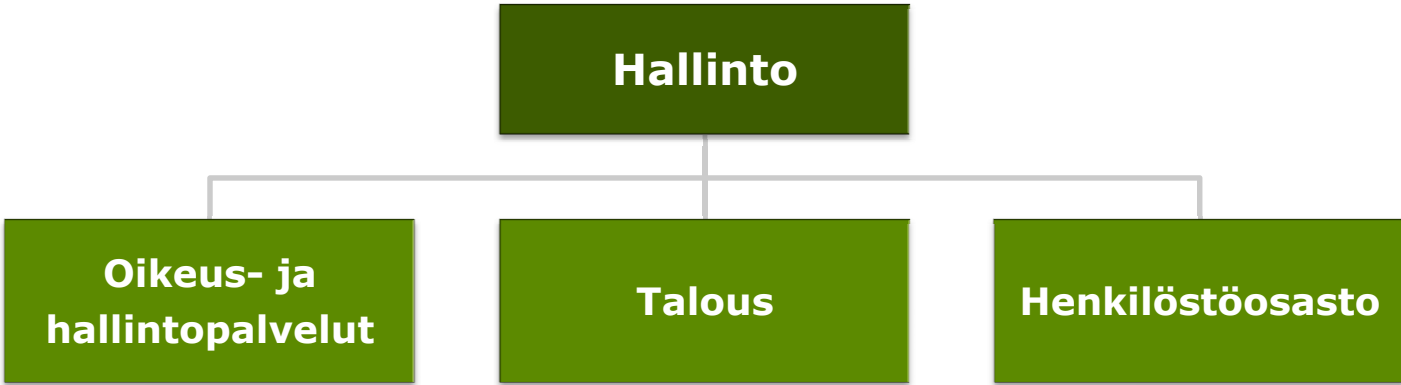 Hallinto
Oikeus- ja
hallintopalvelut
Talous
Henkilöstöosasto